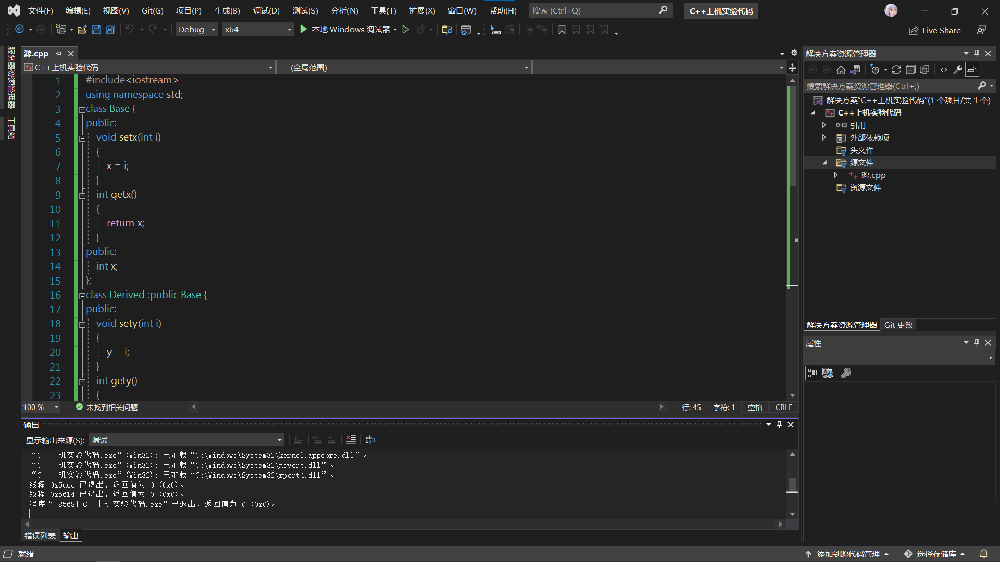 文件(F) 编辑(E) 视图(V) Git(G) 项目(P) 生成(B) 调试(D) 测试(S) 分析(N) 工具(T) 扩展(X) 窗口(W) 帮助(H) 搜索 (Ctrl+Q) C++上机实验代码
Debug x64 本地 Windows 调试器 Live Share
服务器资源管理器
工具箱
源.cpp
C++上机实验代码 (全局范围)
1 #include<iostream>
2 using namespace std;
3 class Base {
4 public:
5 void setx(int i)
6 {
7 x = i;
8 }
9 int getx()
10 {
11 return x;
12 }
13 public:
14 int x;
15 };
16 class Derived :public Base {
17 public:
18 void sety(int i)
19 {
20 y = i;
21 }
22 int gety()
23 {
100 % 未找到相关问题 行: 45 字符: 1 空格 CRLF
输出
显示输出来源(S): 调试
“C++上机实验代码.exe”(Win32): 已加载“C:\Windows\System32\kernel.appcore.dll”。
“C++上机实验代码.exe”(Win32): 已加载“C:\Windows\System32\msvcrt.dll”。
“C++上机实验代码.exe”(Win32): 已加载“C:\Windows\System32\rpcrt4.dll”。
线程 0x5dec 已退出，返回值为 0 (0x0)。
线程 0x5614 已退出，返回值为 0 (0x0)。
程序“[8568] C++上机实验代码.exe”已退出，返回值为 0 (0x0)。
错误列表 输出
解决方案资源管理器
搜索解决方案资源管理器(Ctrl+;)
解决方案“C++上机实验代码”(1 个项目/共 1 个)
C++上机实验代码
引用
外部依赖项
头文件
源文件
源.cpp
资源文件
解决方案资源管理器 Git 更改
属性
就绪 添加到源代码管理 选择存储库